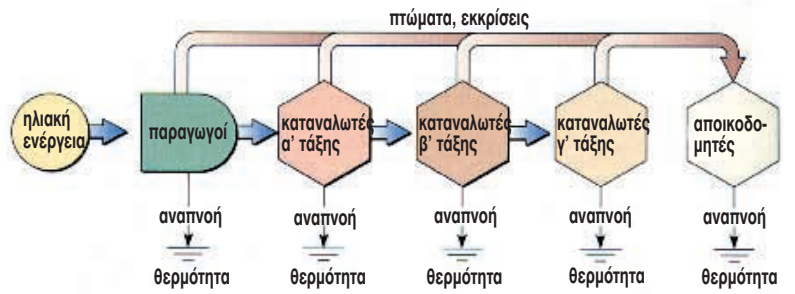 πτώματα, εκκρίσεις
ηλιακή
ενέργεια
παραγωγοί
καταναλωτές
α' τάξης
καταναλωτές
β' τάξης
καταναλωτές
γ' τάξης
αποικοδο-
μητές
αναπνοή
αναπνοή
αναπνοή
αναπνοή
αναπνοή
θερμότητα
θερμότητα
θερμότητα
θερμότητα
θερμότητα